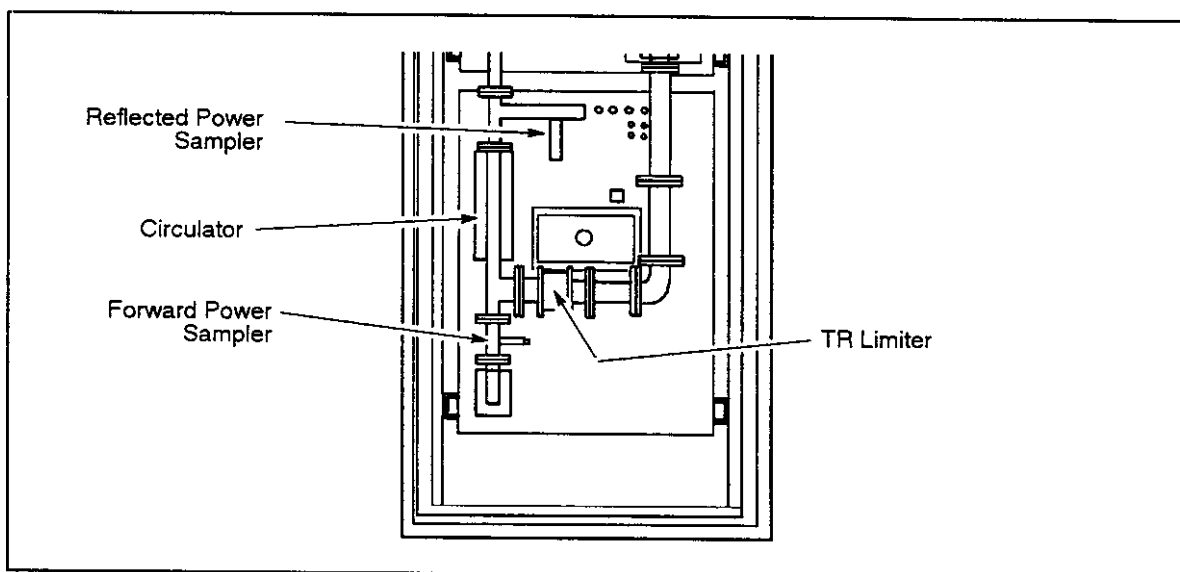 Reflected Power
Sampler
Circulator
Forward Power
Sampler
TR Limiter